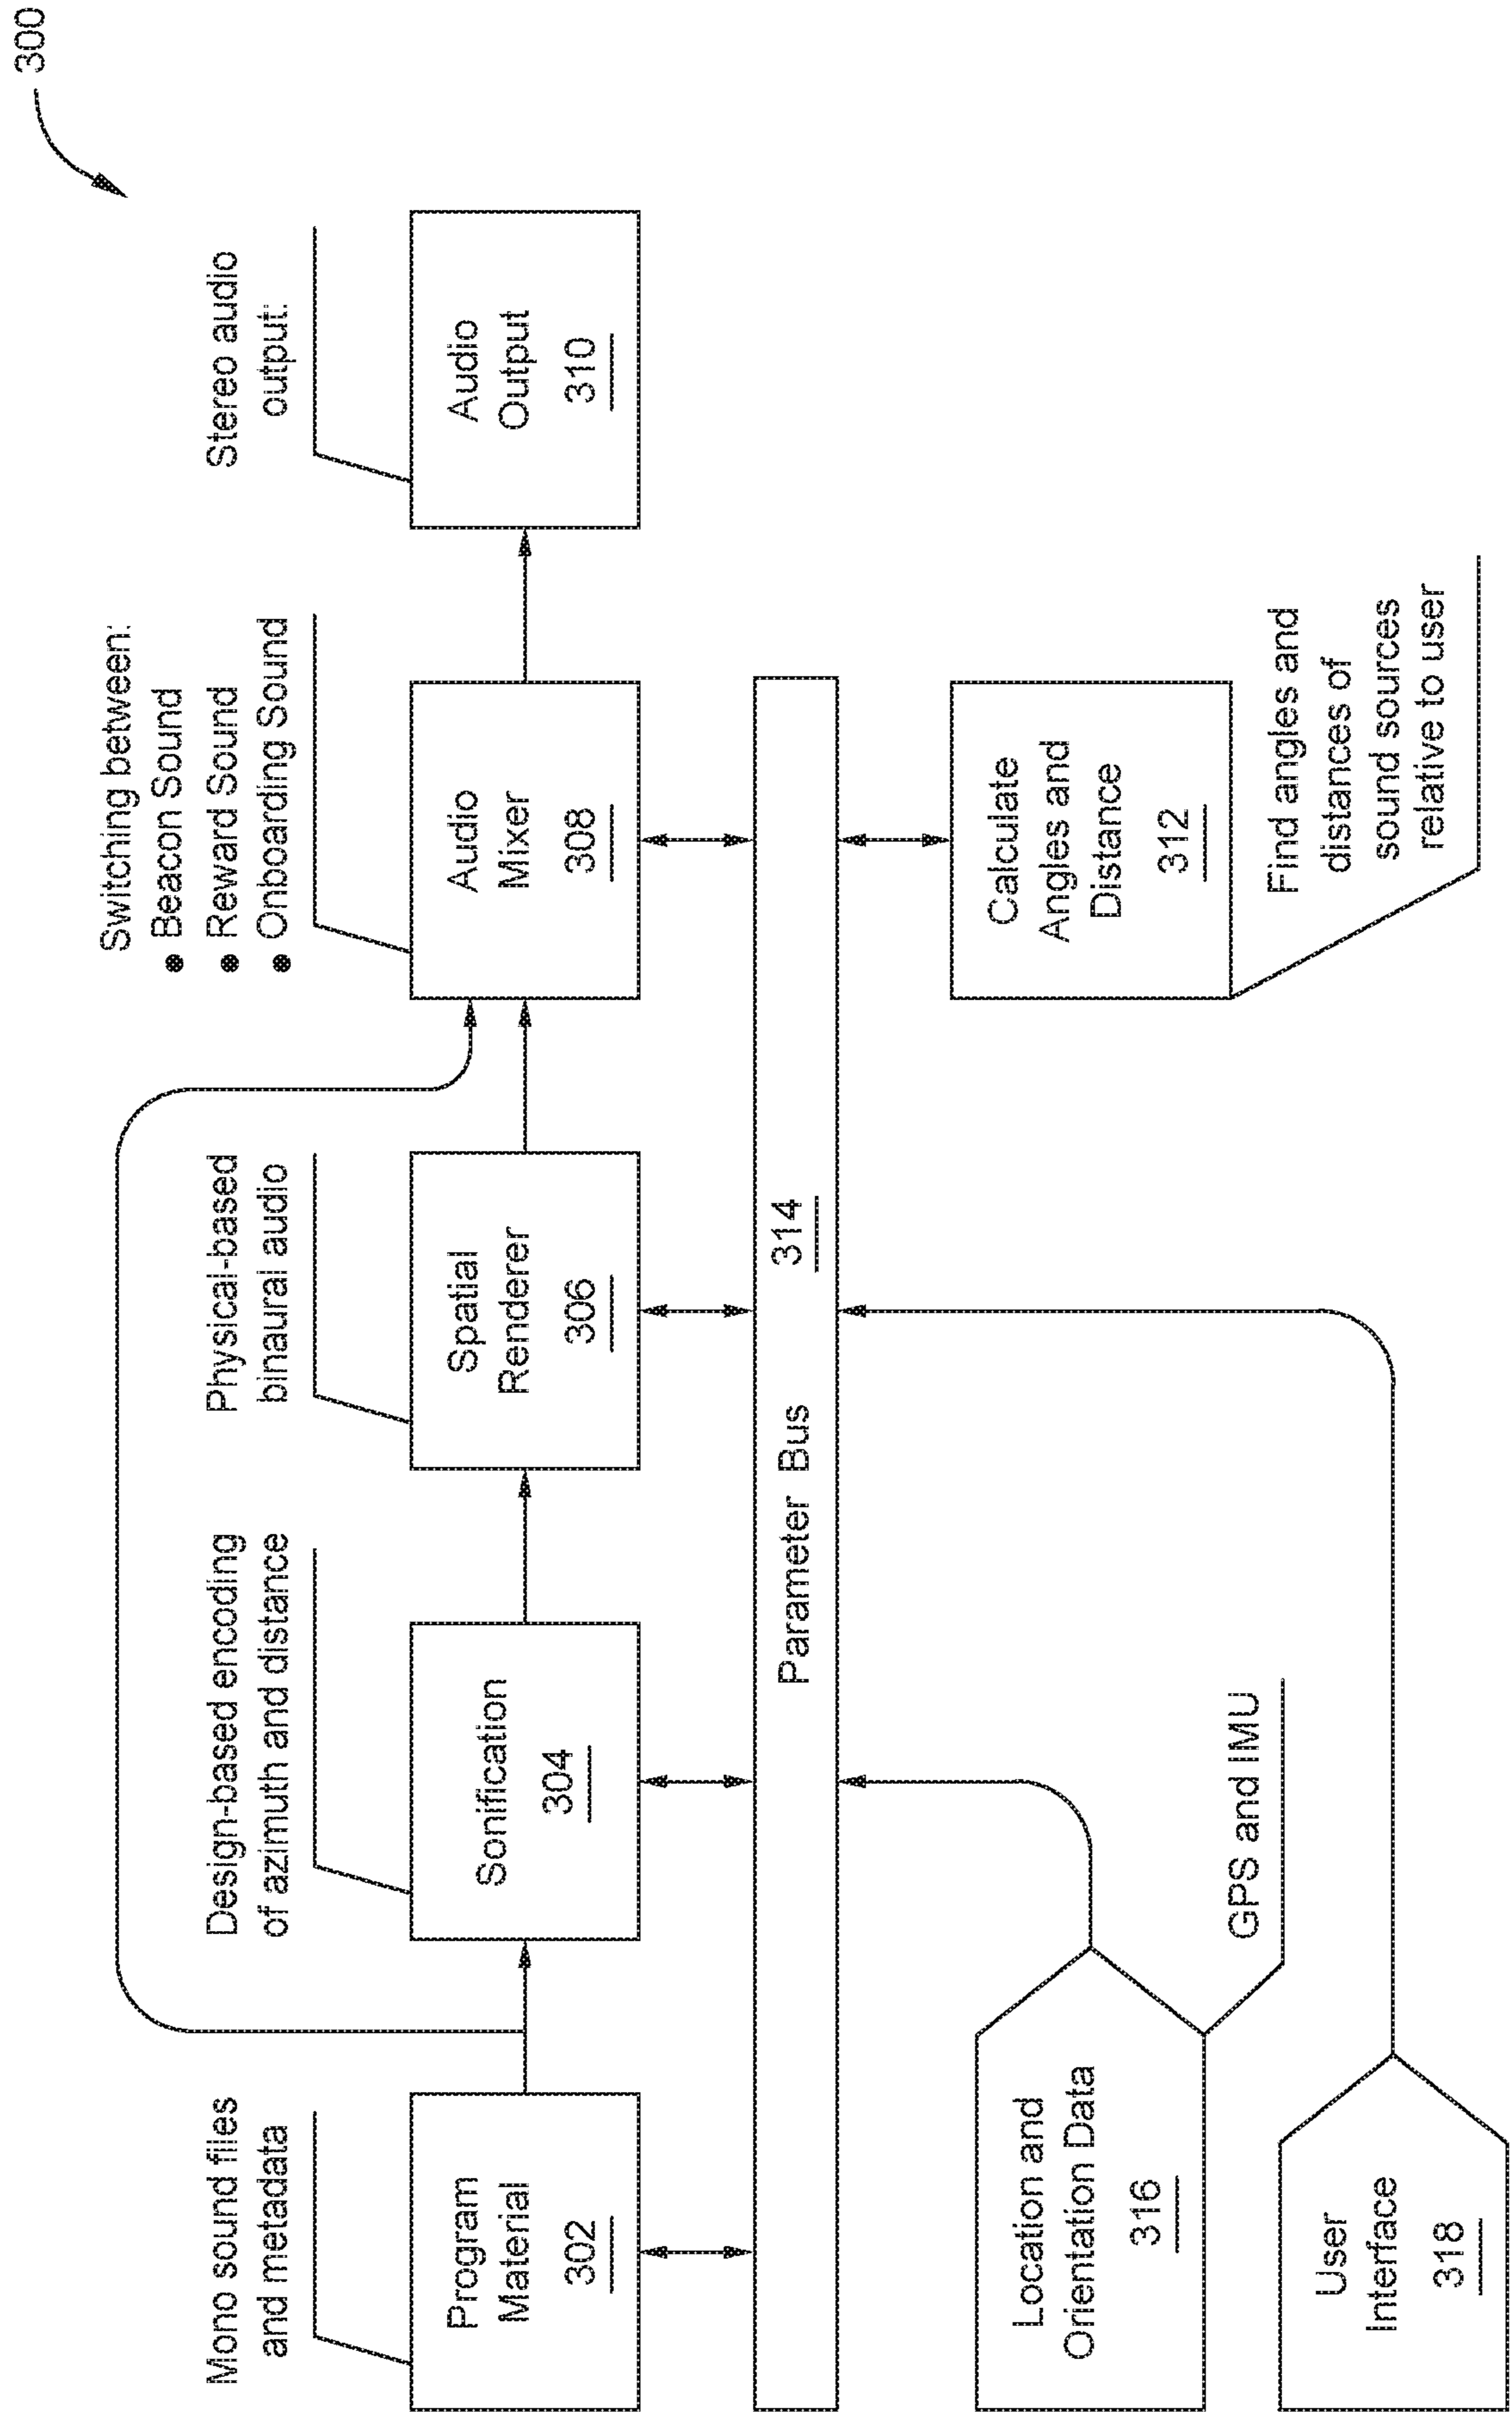 300
Mono sound files
and metadata
Design-based encoding
of azimuth and distance
Physical-based
binaural audio
Switching between:
● Beacon Sound
● Reward Sound
● Onboarding Sound
Stereo audio
output:
Program
Material
302
Sonification
304
Spatial
Renderer
306
Audio
Mixer
308
Audio
Output
310
Parameter Bus
314
Location and
Orientation Data
316
GPS and IMU
Calculate
Angles and
Distance
312
Find angles and
distances of
sound sources
relative to user
User
Interface
318